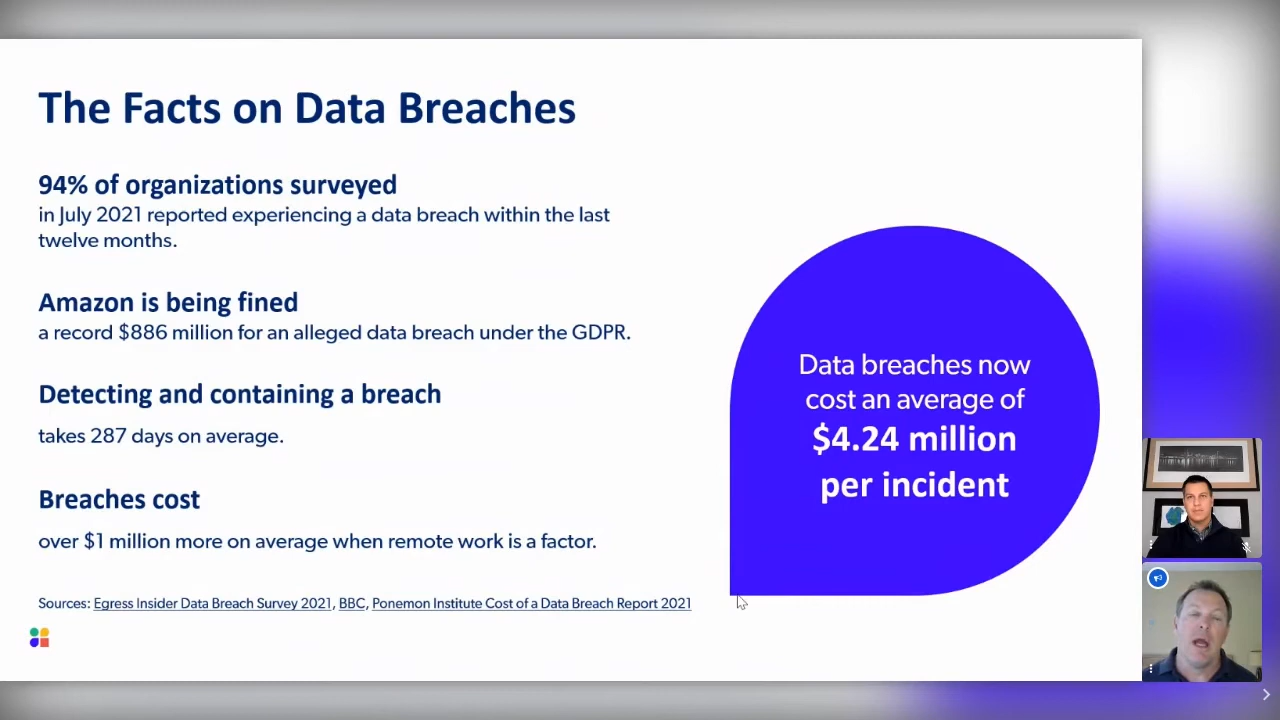 The Facts on Data Breaches
94% of organizations surveyed
in July 2021 reported experiencing a data breach within the last
twelve months.
Amazon is being fined
a record $886 million for an alleged data breach under the GDPR.
Detecting and containing a breach
takes 287 days on average.
Breaches cost
over $1 million more on average when remote work is a factor.
Sources: Egress Insider Data Breach Survey 2021, BBC, Ponemon Institute Cost of a Data Breach Report 2021
Data breaches now
cost an average of
$4.24 million
per incident